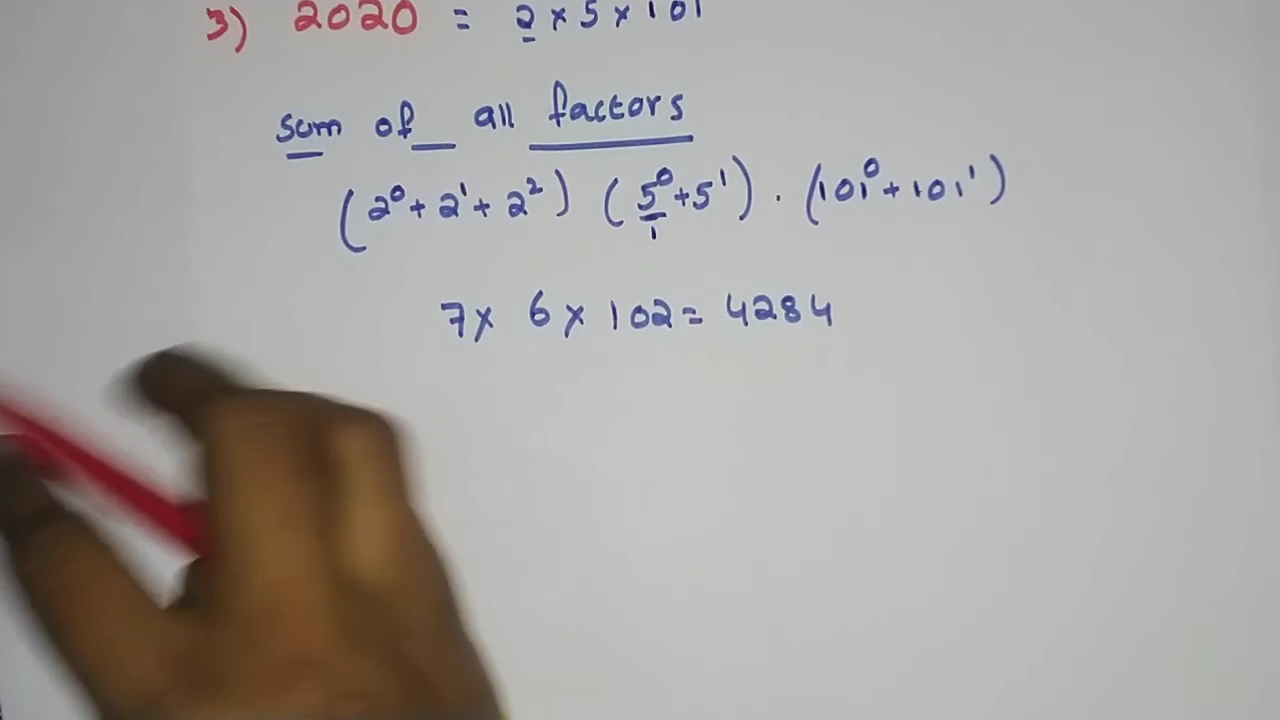 3) 2020 = 2 × 5 × 101
sum of all factors
(2⁰ + 2¹ + 2²) (5⁰ + 5¹) . (101⁰ + 101¹)
1
7 × 6 × 102 = 4284